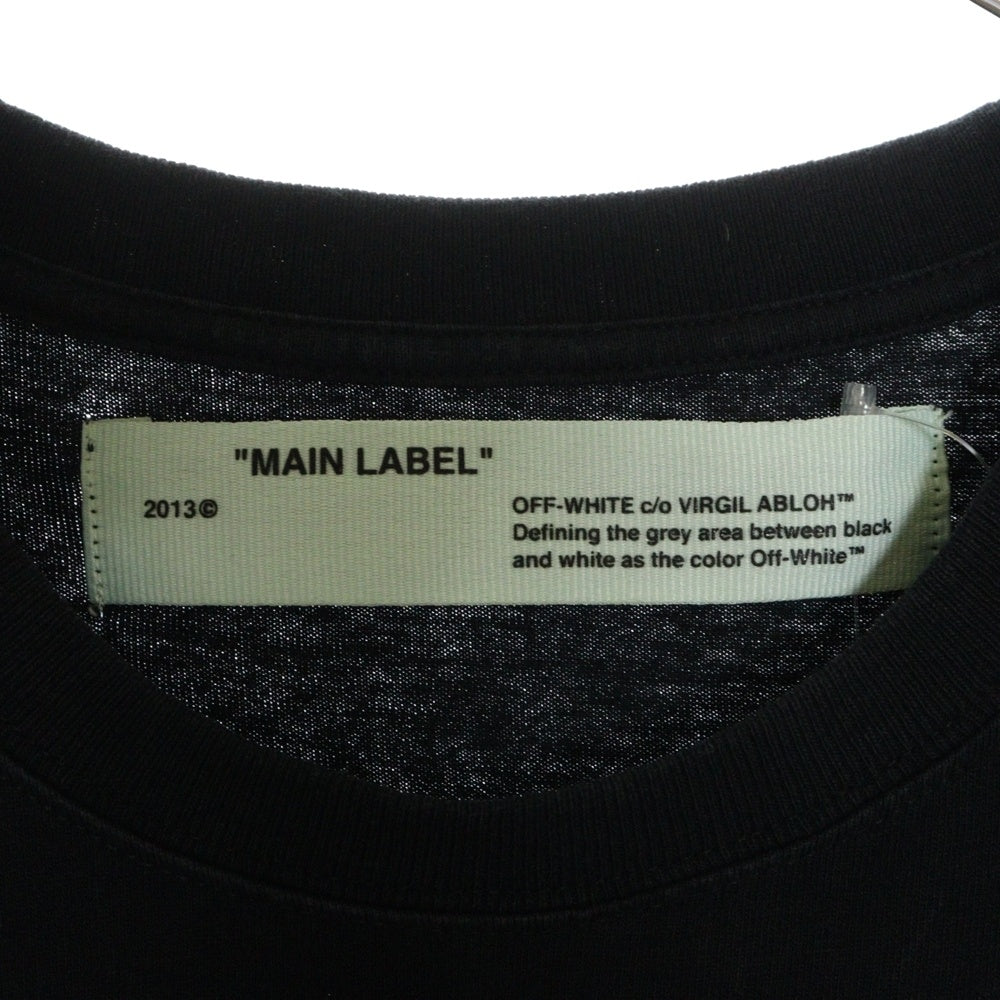 "MAIN LABEL"
2013©
OFF-WHITE c/o VIRGIL ABLOH™
Defining the grey area between black
and white as the color Off-White™